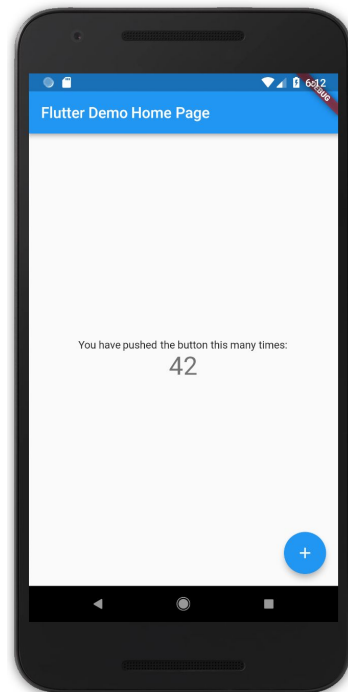 6:12
DEBUG
Flutter Demo Home Page
You have pushed the button this many times:
42
+